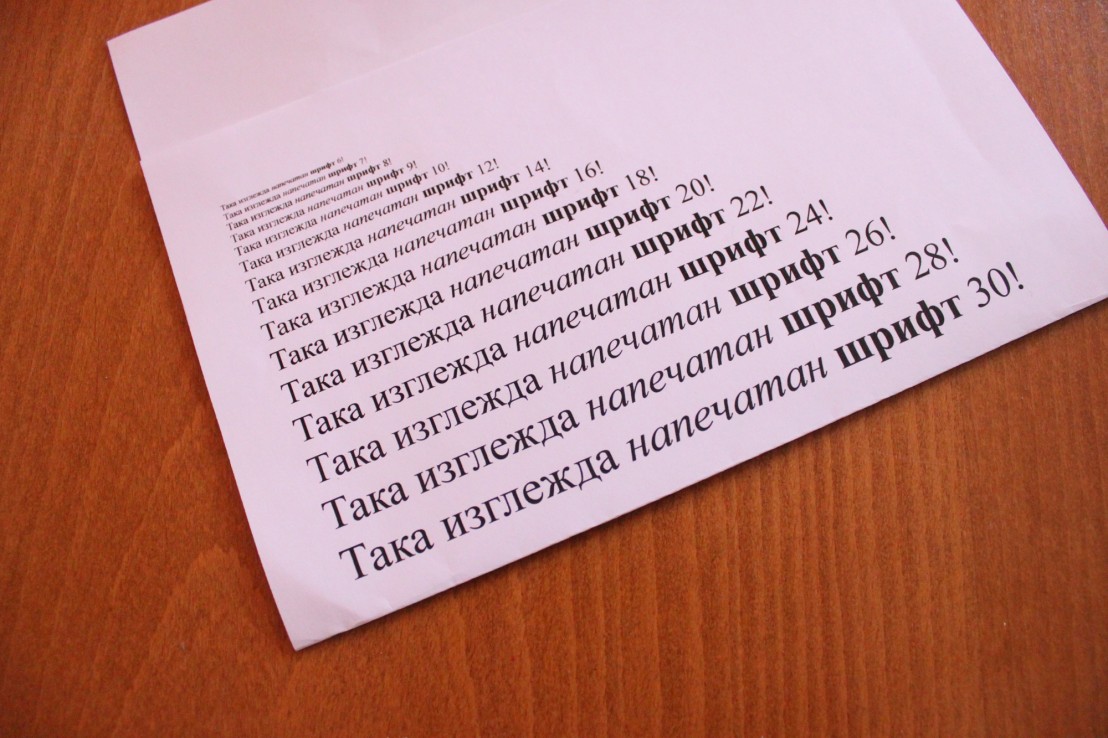 Така изглежда напечатан шрифт 6!
Така изглежда напечатан шрифт 7!
Така изглежда напечатан шрифт 8!
Така изглежда напечатан шрифт 9!
Така изглежда напечатан шрифт 10!
Така изглежда напечатан шрифт 12!
Така изглежда напечатан шрифт 14!
Така изглежда напечатан шрифт 16!
Така изглежда напечатан шрифт 18!
Така изглежда напечатан шрифт 20!
Така изглежда напечатан шрифт 22!
Така изглежда напечатан шрифт 24!
Така изглежда напечатан шрифт 26!
Така изглежда напечатан шрифт 28!
Така изглежда напечатан шрифт 30!